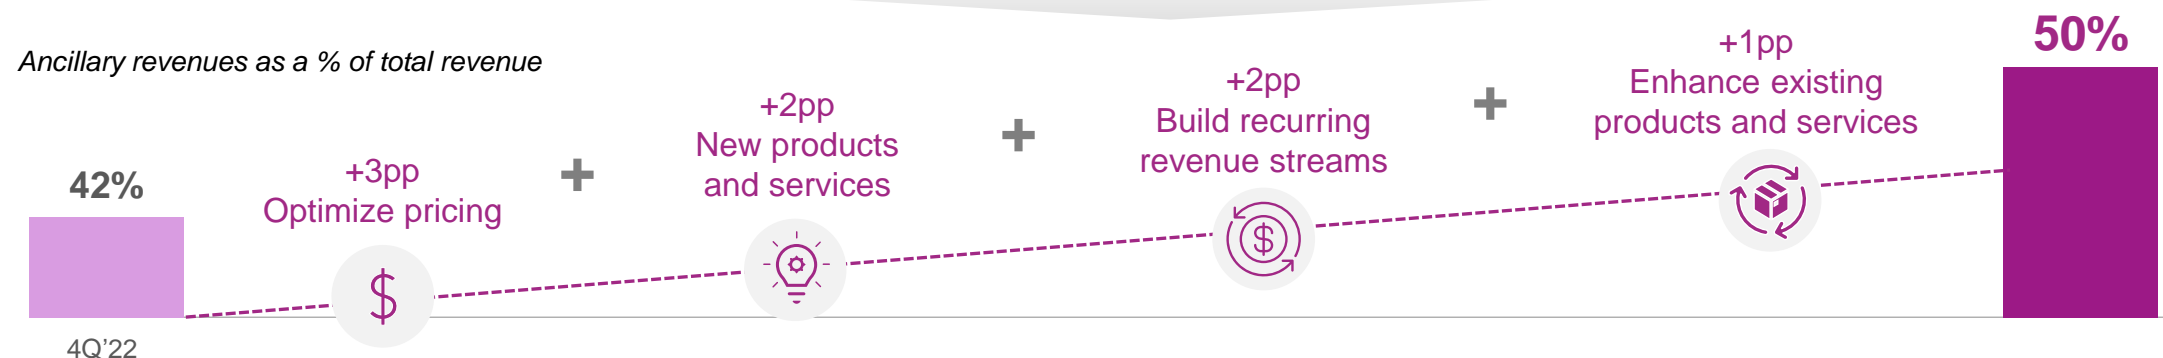 Ancillary revenues as a % of total revenue
42%
4Q’22
+3pp
Optimize pricing
+
+2pp
New products
and services
+
+2pp
Build recurring
revenue streams
$
+
+1pp
Enhance existing
products and services
50%
$